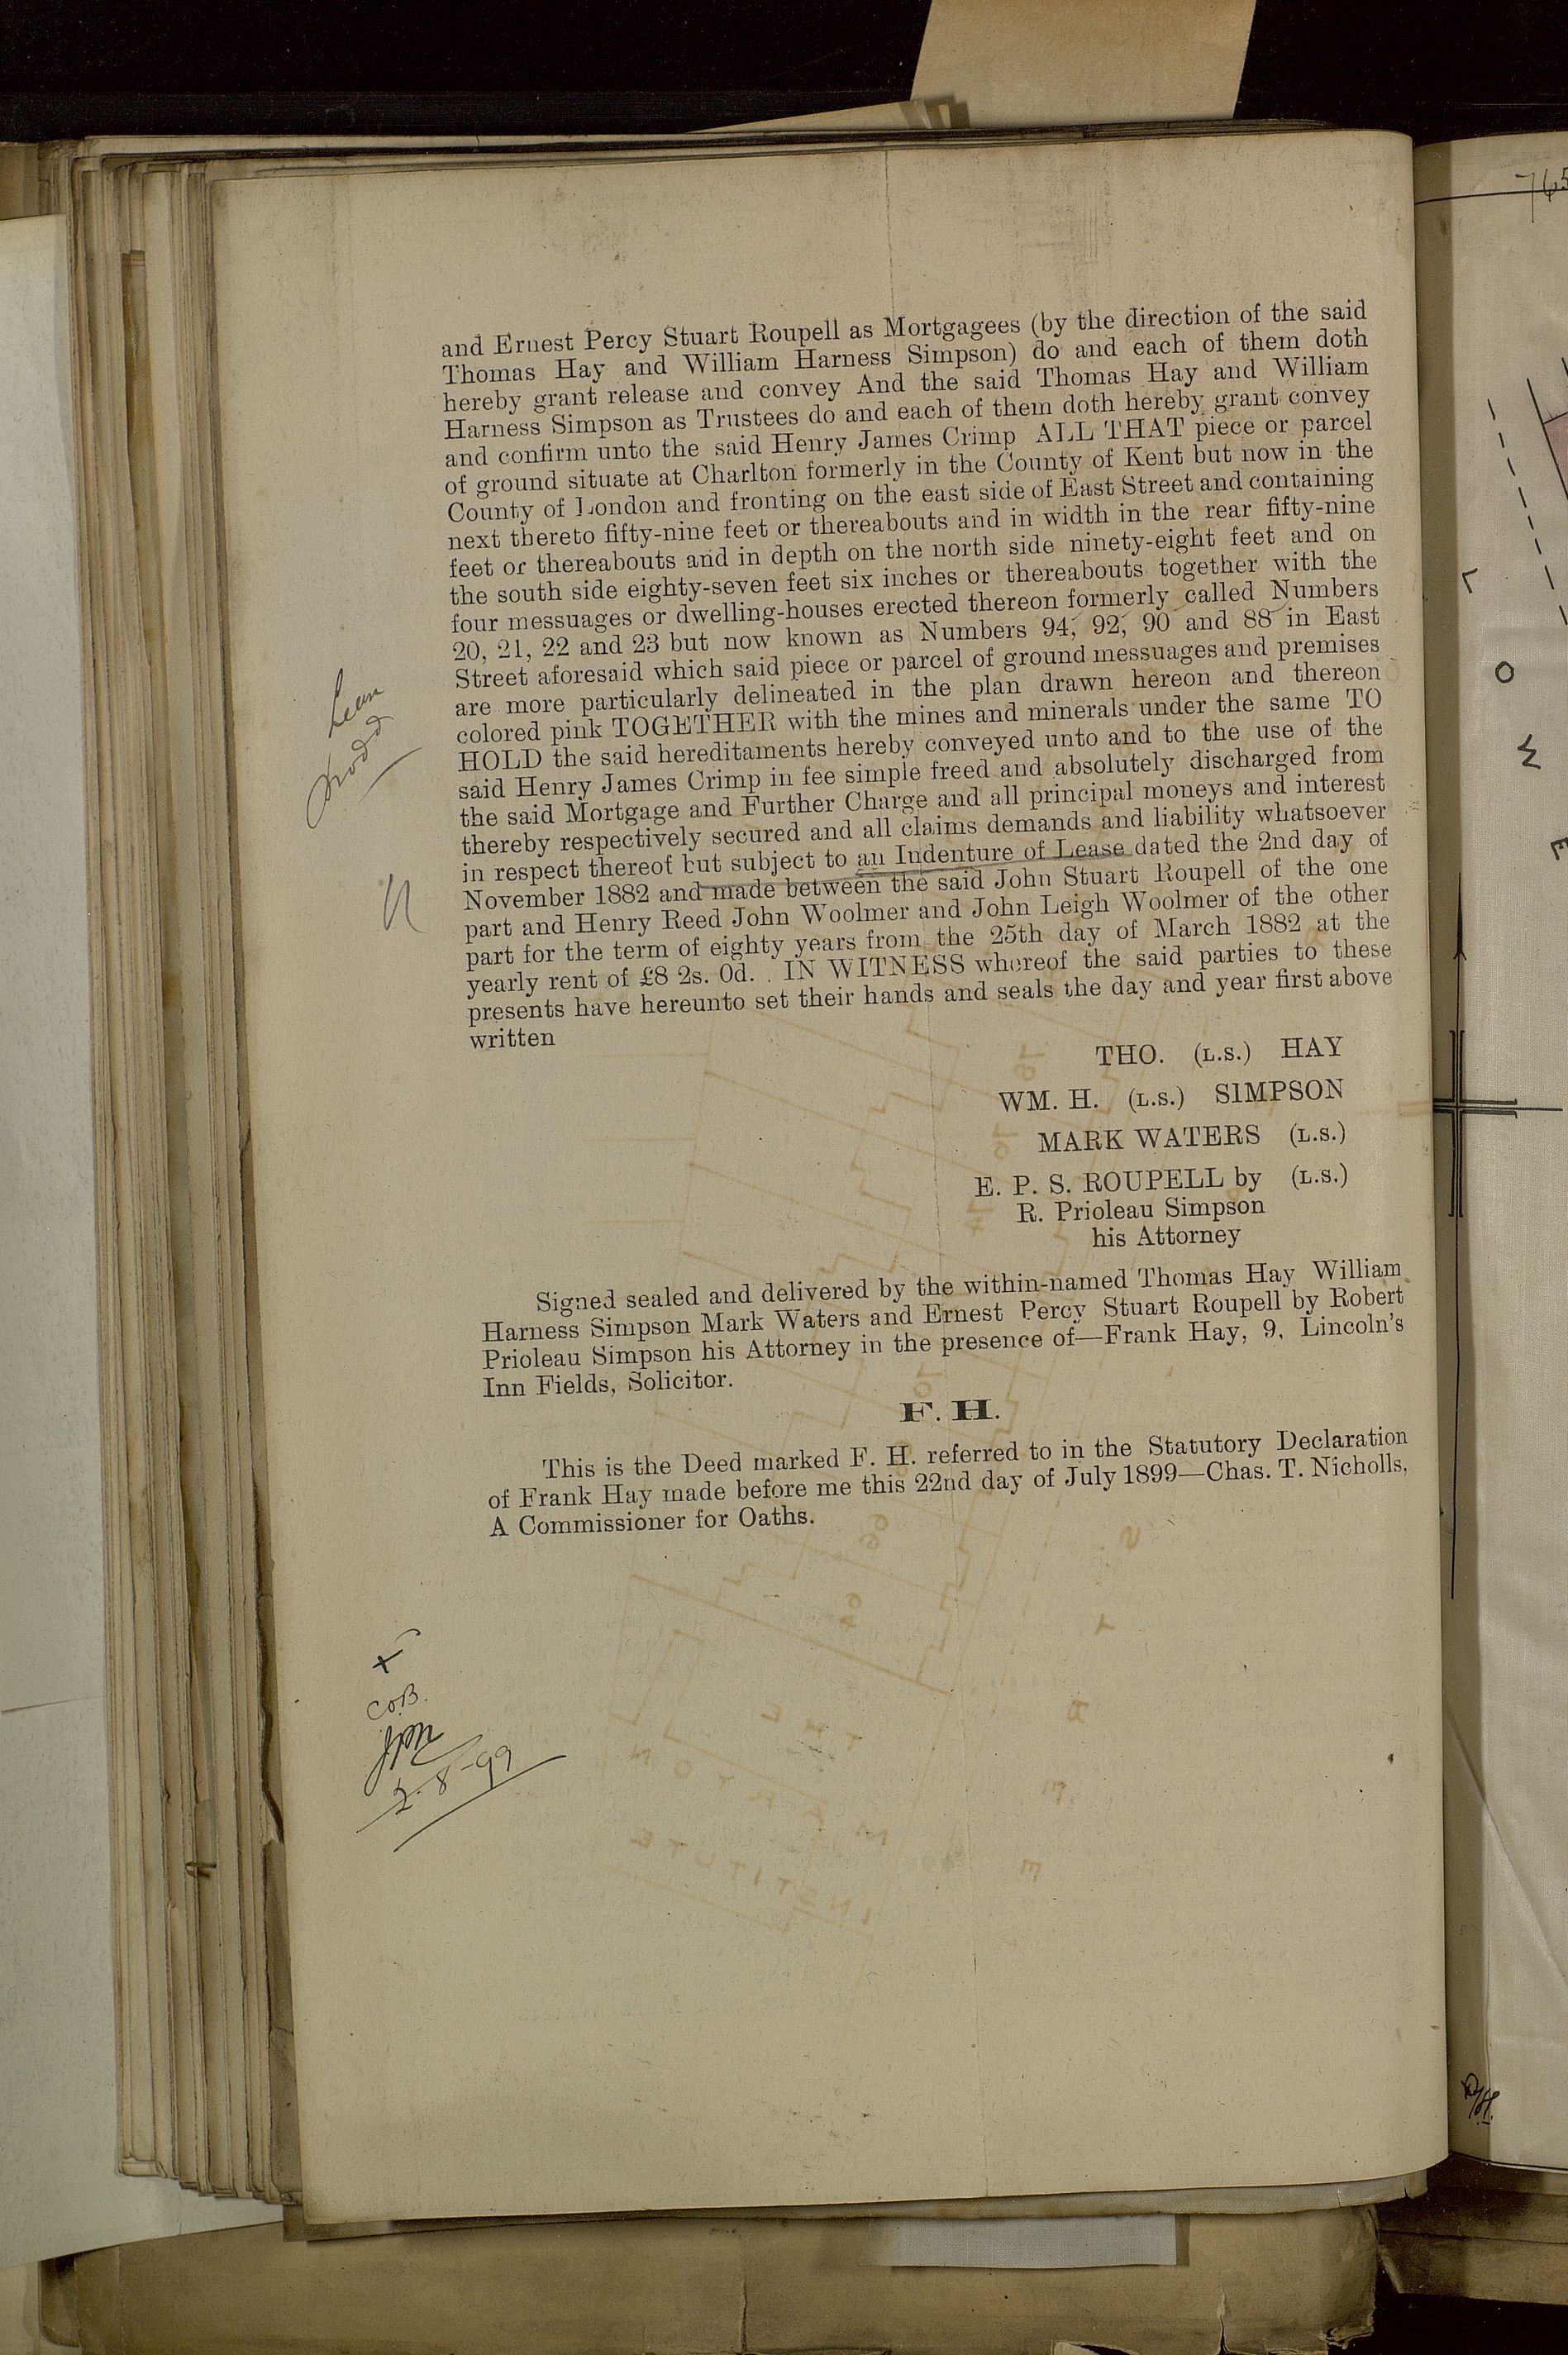 and Ernest Percy Stuart Roupell as Mortgagees (by the direction of the said
Thomas Hay and William Harness Simpson) do and each of them doth
hereby grant release and convey And the said Thomas Hay and William
Harness Simpson as Trustees do and each of them doth hereby grant convey
and confirm unto the said Henry James Crimp ALL THAT piece or parcel
of ground situate at Charlton formerly in the County of Kent but now in the
County of London and fronting on the east side of East Street and containing
next thereto fifty-nine feet or thereabouts and in width in the rear fifty-nine
feet or thereabouts and in depth on the north side ninety-eight feet and on
the south side eighty-seven feet six inches or thereabouts together with the
four messuages or dwelling-houses erected thereon formerly called Numbers
20, 21, 22 and 23 but now known as Numbers 94, 92, 90 and 88 in East
Street aforesaid which said piece or parcel of ground messuages and premises
are more particularly delineated in the plan drawn hereon and thereon
colored pink TOGETHER with the mines and minerals under the same TO
HOLD the said hereditaments hereby conveyed unto and to the use of the
said Henry James Crimp in fee simple freed and absolutely discharged from
the said Mortgage and Further Charge and all principal moneys and interest
thereby respectively secured and all claims demands and liability whatsoever
in respect thereof but subject to an Indenture of Lease dated the 2nd day of
November 1882 and made between the said John Stuart Roupell of the one
part and Henry Reed John Woolmer and John Leigh Woolmer of the other
part for the term of eighty years from the 25th day of March 1882 at the
yearly rent of £8 2s. 0d. . IN WITNESS whereof the said parties to these
presents have hereunto set their hands and seals the day and year first above
written
THO. (L.S.) HAY
WM. H. (L.S.) SIMPSON
MARK WATERS (L.S.)
E. P. S. ROUPELL by (L.S.)
R. Prioleau Simpson
his Attorney
Signed sealed and delivered by the within-named Thomas Hay William
Harness Simpson Mark Waters and Ernest Percy Stuart Roupell by Robert
Prioleau Simpson his Attorney in the presence of—Frank Hay, 9, Lincoln's
Inn Fields, Solicitor.
F. H.
This is the Deed marked F. H. referred to in the Statutory Declaration
of Frank Hay made before me this 22nd day of July 1899—Chas. T. Nicholls,
A Commissioner for Oaths.
X
CoB.
2-8-99
765
L
O
W
E